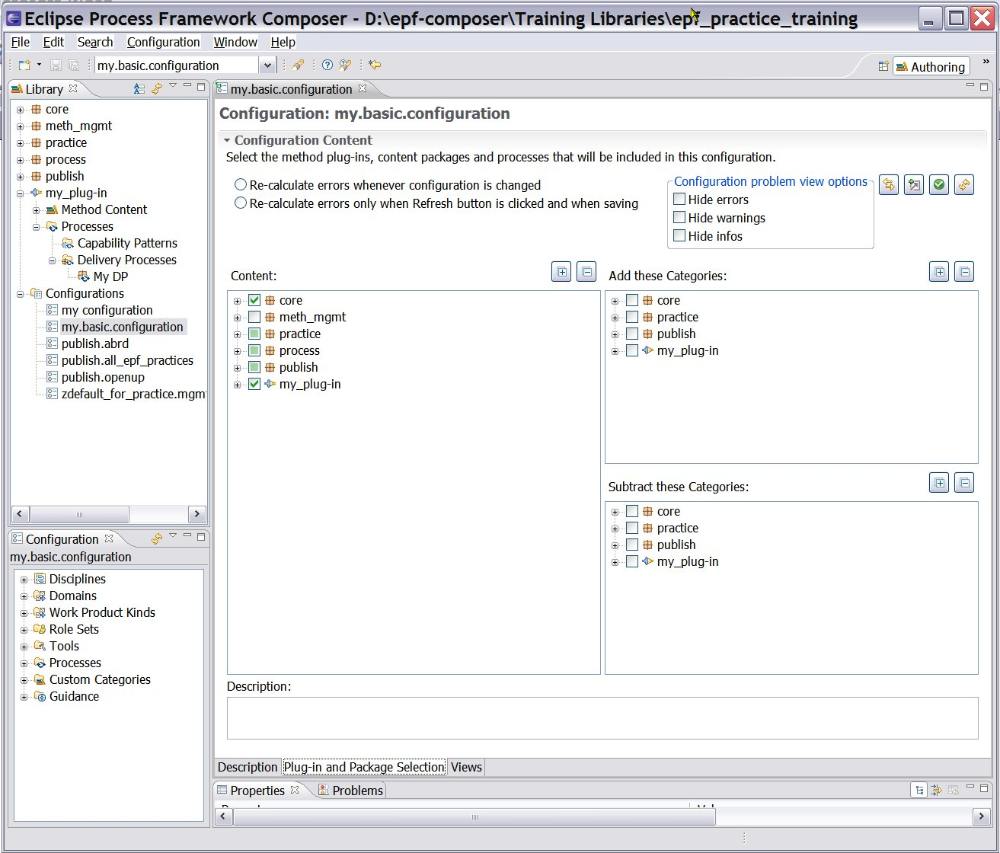 Eclipse Process Framework Composer - D:\epf-composer\Training Libraries\epf_practice_training
File Edit Search Configuration Window Help
my.basic.configuration
Authoring
Library
core
meth_mgmt
practice
process
publish
my_plug-in
Method Content
Processes
Capability Patterns
Delivery Processes
My DP
Configurations
my configuration
my.basic.configuration
publish.abrd
publish.all_epf_practices
publish.openup
zdefault_for_practice.mgm
Configuration
my.basic.configuration
Disciplines
Domains
Work Product Kinds
Role Sets
Tools
Processes
Custom Categories
Guidance
my.basic.configuration
Configuration: my.basic.configuration
Configuration Content
Select the method plug-ins, content packages and processes that will be included in this configuration.
Re-calculate errors whenever configuration is changed
Re-calculate errors only when Refresh button is clicked and when saving
Configuration problem view options
Hide errors
Hide warnings
Hide infos
Content:
core
meth_mgmt
practice
process
publish
my_plug-in
Add these Categories:
core
practice
publish
my_plug-in
Subtract these Categories:
core
practice
publish
my_plug-in
Description:
Description Plug-in and Package Selection Views
Properties Problems